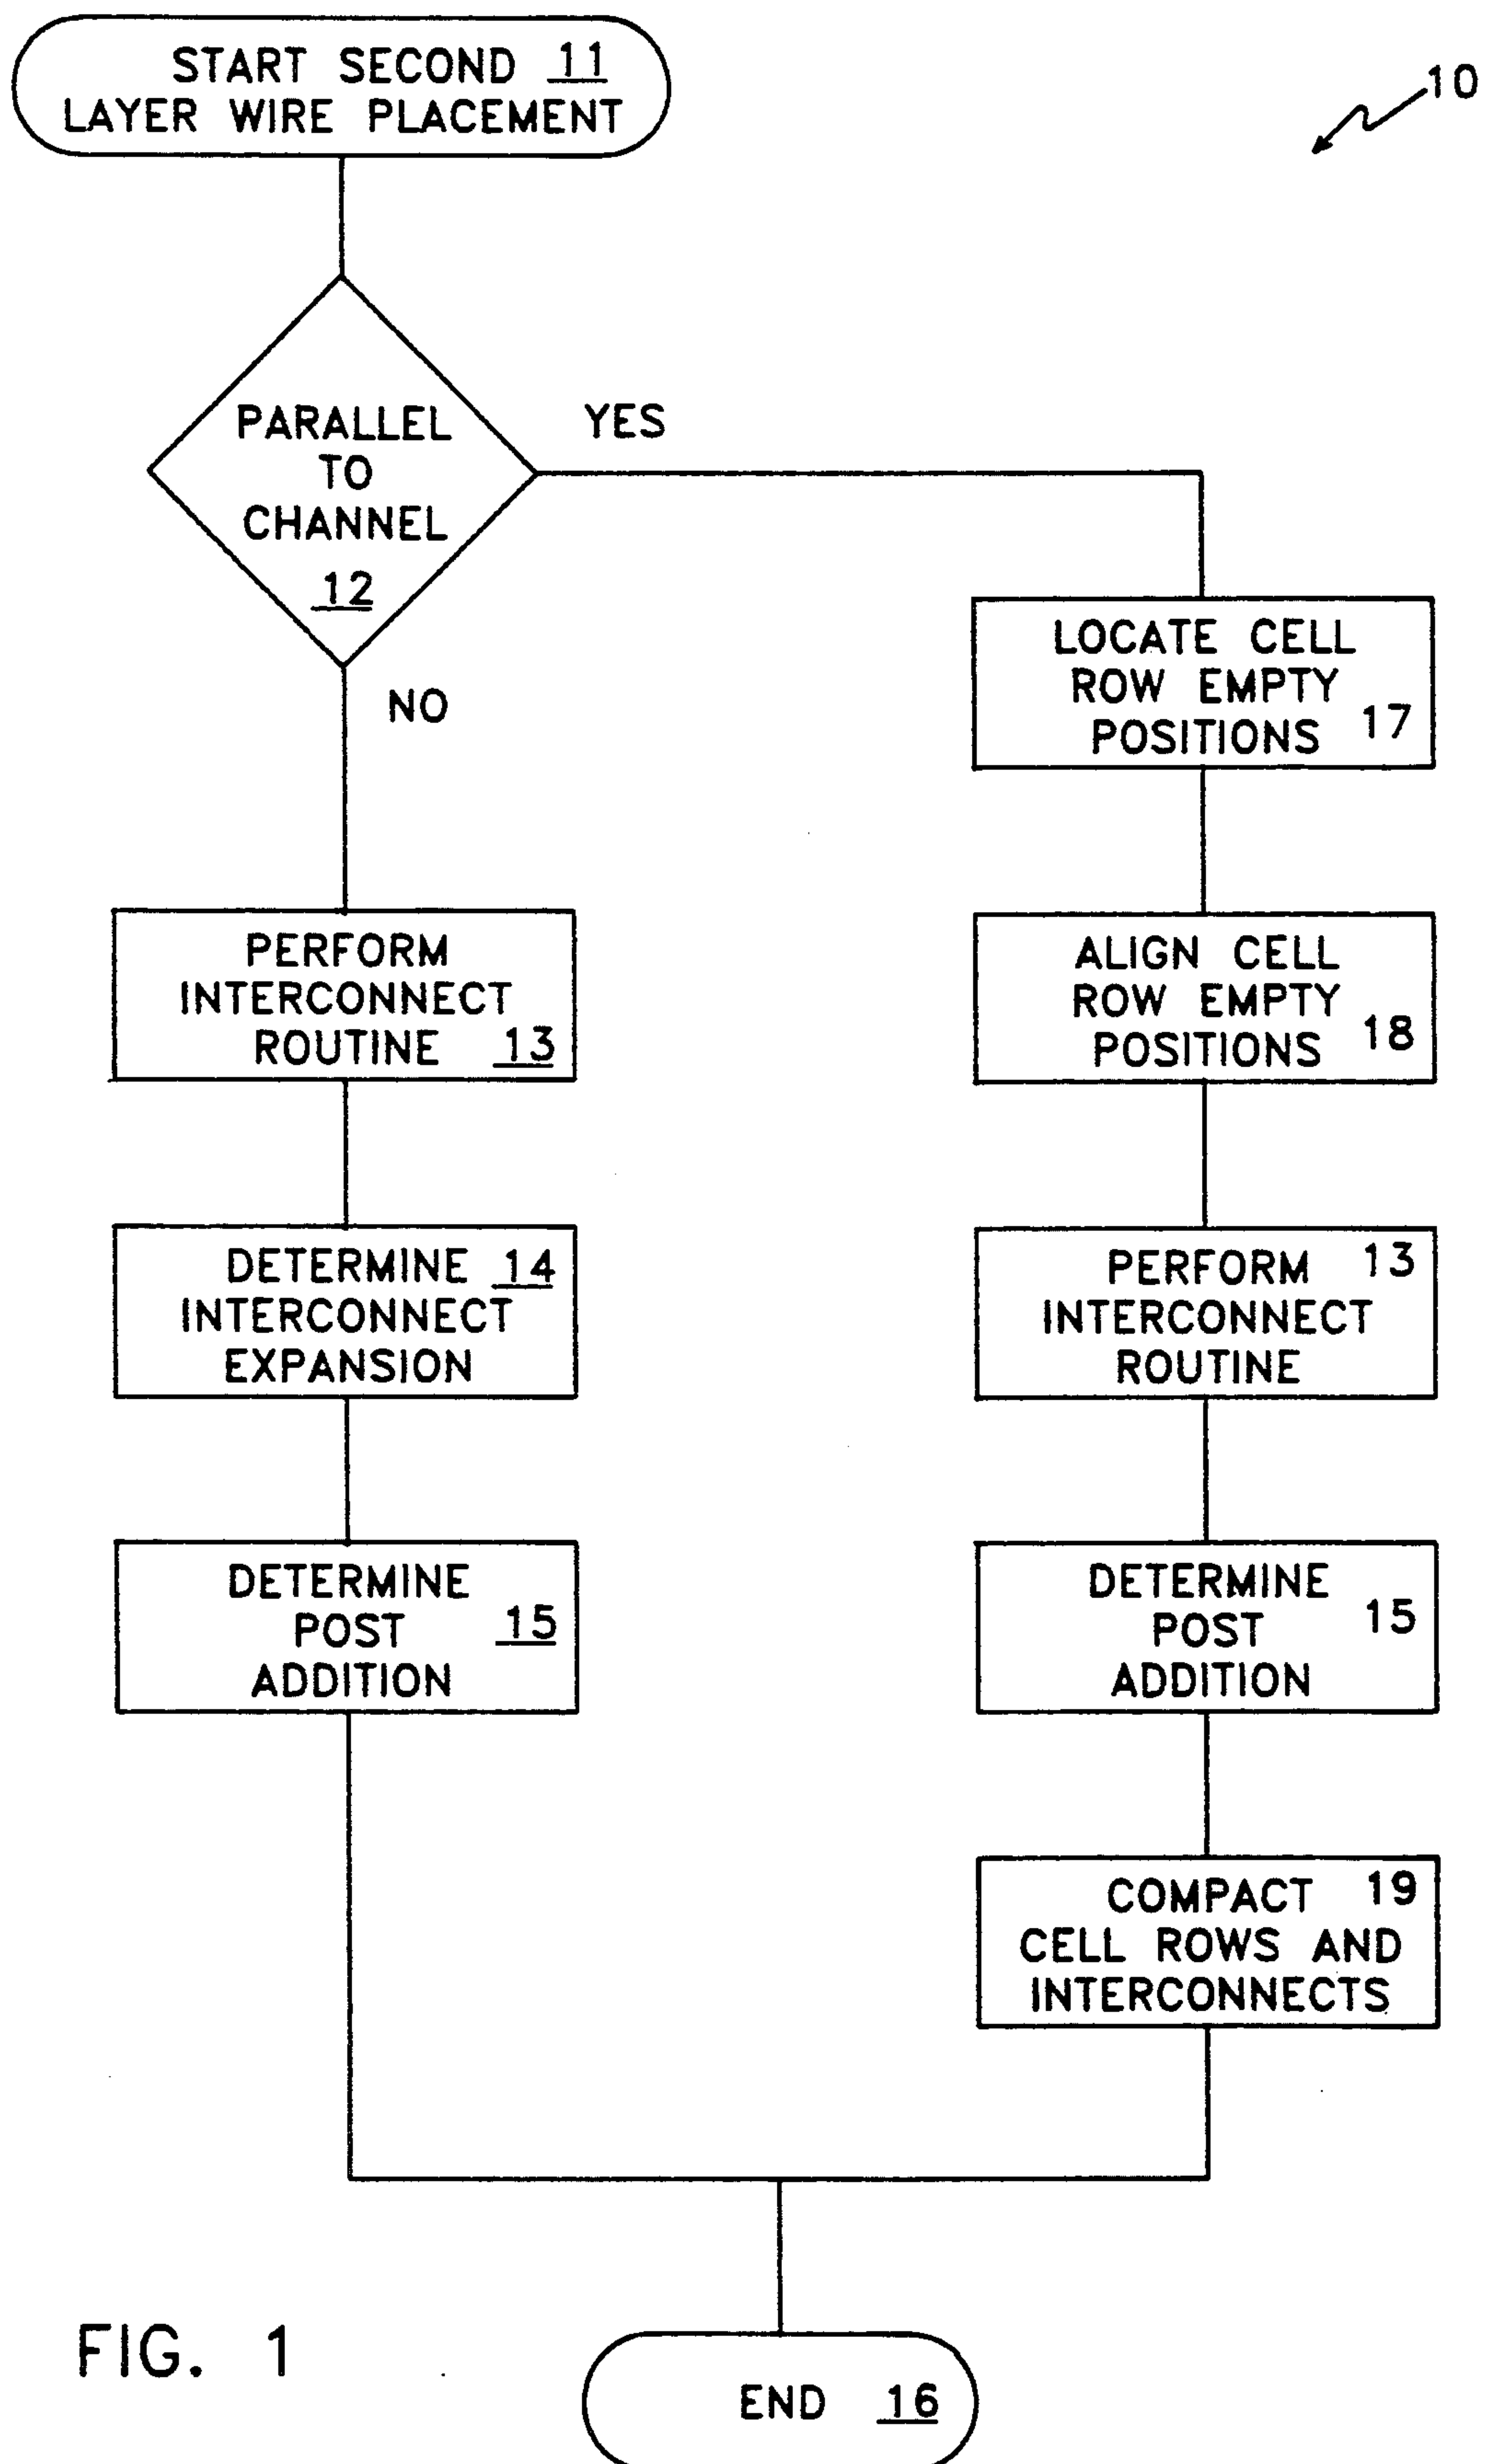 START SECOND 11
LAYER WIRE PLACEMENT
10
PARALLEL
TO
CHANNEL
12
YES
NO
LOCATE CELL
ROW EMPTY
POSITIONS 17
PERFORM
INTERCONNECT
ROUTINE 13
ALIGN CELL
ROW EMPTY
POSITIONS 18
DETERMINE 14
INTERCONNECT
EXPANSION
PERFORM 13
INTERCONNECT
ROUTINE
DETERMINE
POST 15
ADDITION
DETERMINE
POST 15
ADDITION
COMPACT 19
CELL ROWS AND
INTERCONNECTS
FIG. 1
END 16